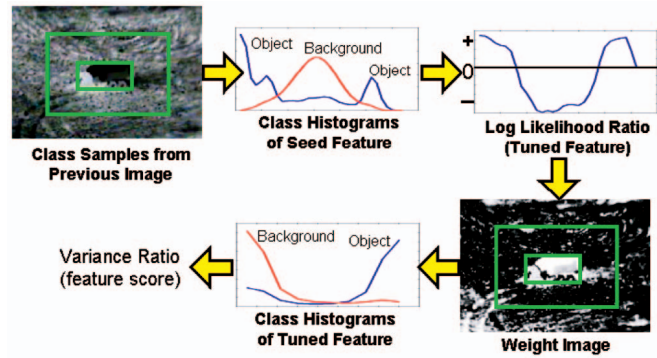 Object
Background
Object
+
0
−
Class Samples from
Previous Image
Class Histograms
of Seed Feature
Log Likelihood Ratio
(Tuned Feature)
Variance Ratio
(feature score)
Background
Object
Class Histograms
of Tuned Feature
Weight Image